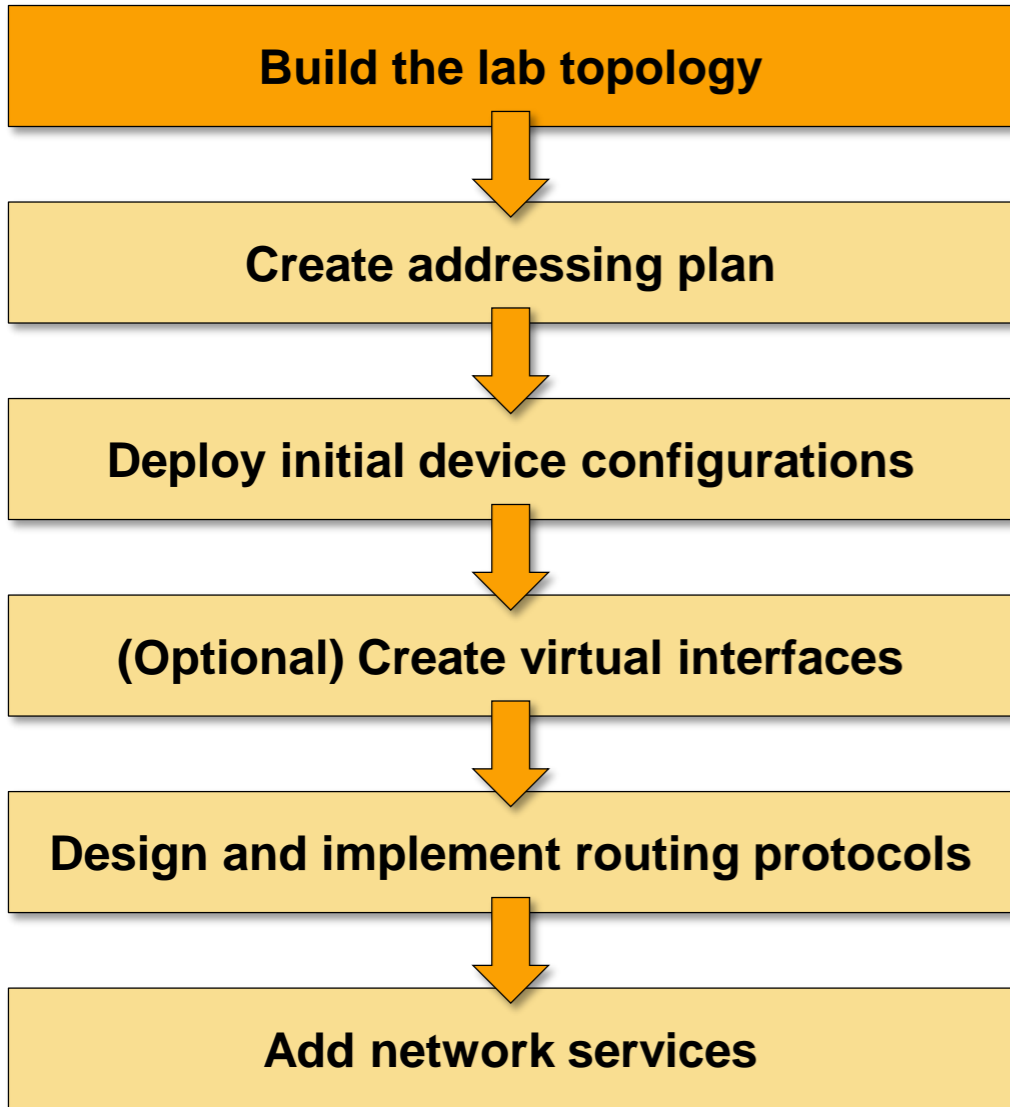 Build the lab topology
Create addressing plan
Deploy initial device configurations
(Optional) Create virtual interfaces
Design and implement routing protocols
Add network services